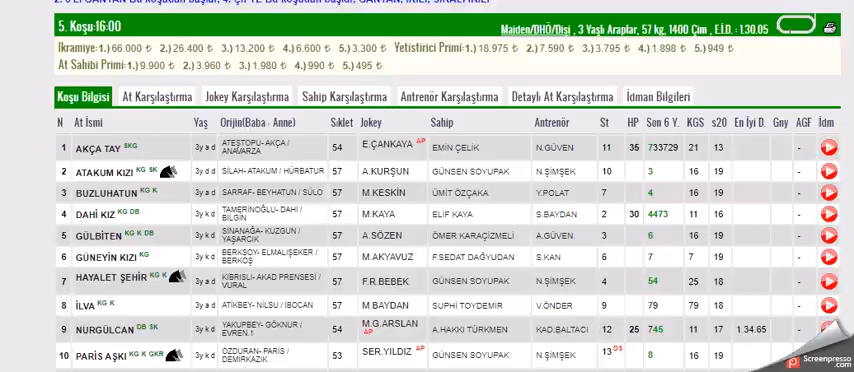 5. Koşu:16:00
Maiden/DHÖ/Dişi , 3 Yaşlı Araplar, 57 kg, 1400 Çim , E.İ.D. : 1.30.05
İkramiye: 1.) 66.000 ₺ 2.) 26.400 ₺ 3.) 13.200 ₺ 4.) 6.600 ₺ 5.) 3.300 ₺ Yetistirici Primi: 1.) 18.975 ₺ 2.) 7.590 ₺ 3.) 3.795 ₺ 4.) 1.898 ₺ 5.) 949 ₺
At Sahibi Primi: 1.) 9.900 ₺ 2.) 3.960 ₺ 3.) 1.980 ₺ 4.) 990 ₺ 5.) 495 ₺
Koşu Bilgisi At Karşılaştırma Jokey Karşılaştırma Sahip Karşılaştırma Antrenör Karşılaştırma Detaylı At Karşılaştırma İdman Bilgileri
N At İsmi Yaş Orijin(Baba - Anne) Sıklet Jokey Sahip Antrenör St HP Son 6 Y. KGS s20 En İyi D. Gny AGF İdm
1 AKÇA TAY SKG 3y a d ATEŞTOPU- AKÇA / ANAVARZA 54 E.ÇANKAYA AP EMİN ÇELİK N.GÜVEN 11 35 733729 21 13 -
2 ATAKUM KIZI KG SK 3y d d SİLAH- ATAKUM / HÜRBATUR 57 A.KURŞUN GÜNSEN SOYUPAK N.ŞİMŞEK 10 3 16 19 -
3 BUZLUHATUN KG K 3y a d SARRAF- BEYHATUN / SÜLO 57 M.KESKİN ÜMİT ÖZÇAKA Y.POLAT 7 4 16 19 -
4 DAHİ KIZ KG DB 3y k d TAMERİNOĞLU- DAHİ / BİLGİN 57 M.KAYA ELİF KAYA S.BAYDAN 2 30 4473 11 16 -
5 GÜLBİTEN KG K DB 3y k d SİNANAĞA- KUZGUN / YAŞARCIK 57 A.SÖZEN ÖMER KARAÇİZMELİ A.GÜVEN 3 6 16 19 -
6 GÜNEYİN KIZI KG 3y k d BERKSOY- ELMALIŞEKER / BERKOŞ 57 M.AKYAVUZ F.SEDAT DAĞYUDAN S.KAN 6 7 7 19 -
7 HAYALET ŞEHİR KG K 3y a d KIBRISLI- AKAD PRENSESİ / VURAL 57 F.R.BEBEK GÜNSEN SOYUPAK N.ŞİMŞEK 4 54 25 18 -
8 İLVA KG K 3y a d ATİKBEY- NİLSU / İBOCAN 57 M.BAYDAN SUPHİ TOYDEMİR V.ÖNDER 9 79 79 18 -
9 NURGÜLCAN DB SK 3y k d YAKUPBEY- GÖKNUR / EVREN.1 54 M.G.ARSLAN AP A.HAKKI TÜRKMEN KAD.BALTACI 12 25 745 11 17 1.34.65 -
10 PARİS AŞKI KG K GKR 3y k d ÖZDURAN- PARİS / DEMİRKAZIK 53 SER.YILDIZ AP GÜNSEN SOYUPAK N.ŞİMŞEK 13 DS 8 16 19 -
Screenpresso
.com